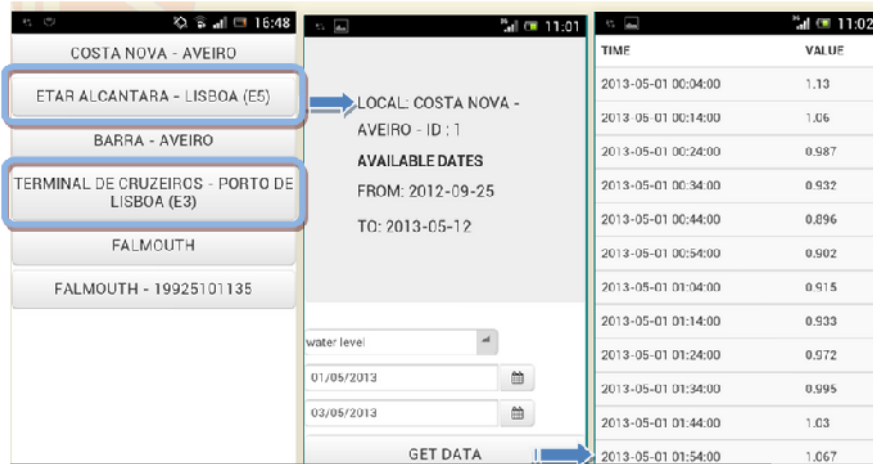 16:48
COSTA NOVA - AVEIRO
ETAR ALCANTARA - LISBOA (E5)
BARRA - AVEIRO
TERMINAL DE CRUZEIROS - PORTO DE
LISBOA (E3)
FALMOUTH
FALMOUTH - 19925101135
11:01
LOCAL: COSTA NOVA -
AVEIRO - ID : 1
AVAILABLE DATES
FROM: 2012-09-25
TO: 2013-05-12
water level
01/05/2013
03/05/2013
GET DATA
11:02
TIME VALUE
2013-05-01 00:04:00 1.13
2013-05-01 00:14:00 1.06
2013-05-01 00:24:00 0.987
2013-05-01 00:34:00 0.932
2013-05-01 00:44:00 0.896
2013-05-01 00:54:00 0.902
2013-05-01 01:04:00 0.915
2013-05-01 01:14:00 0.933
2013-05-01 01:24:00 0.972
2013-05-01 01:34:00 0.995
2013-05-01 01:44:00 1.03
2013-05-01 01:54:00 1.067